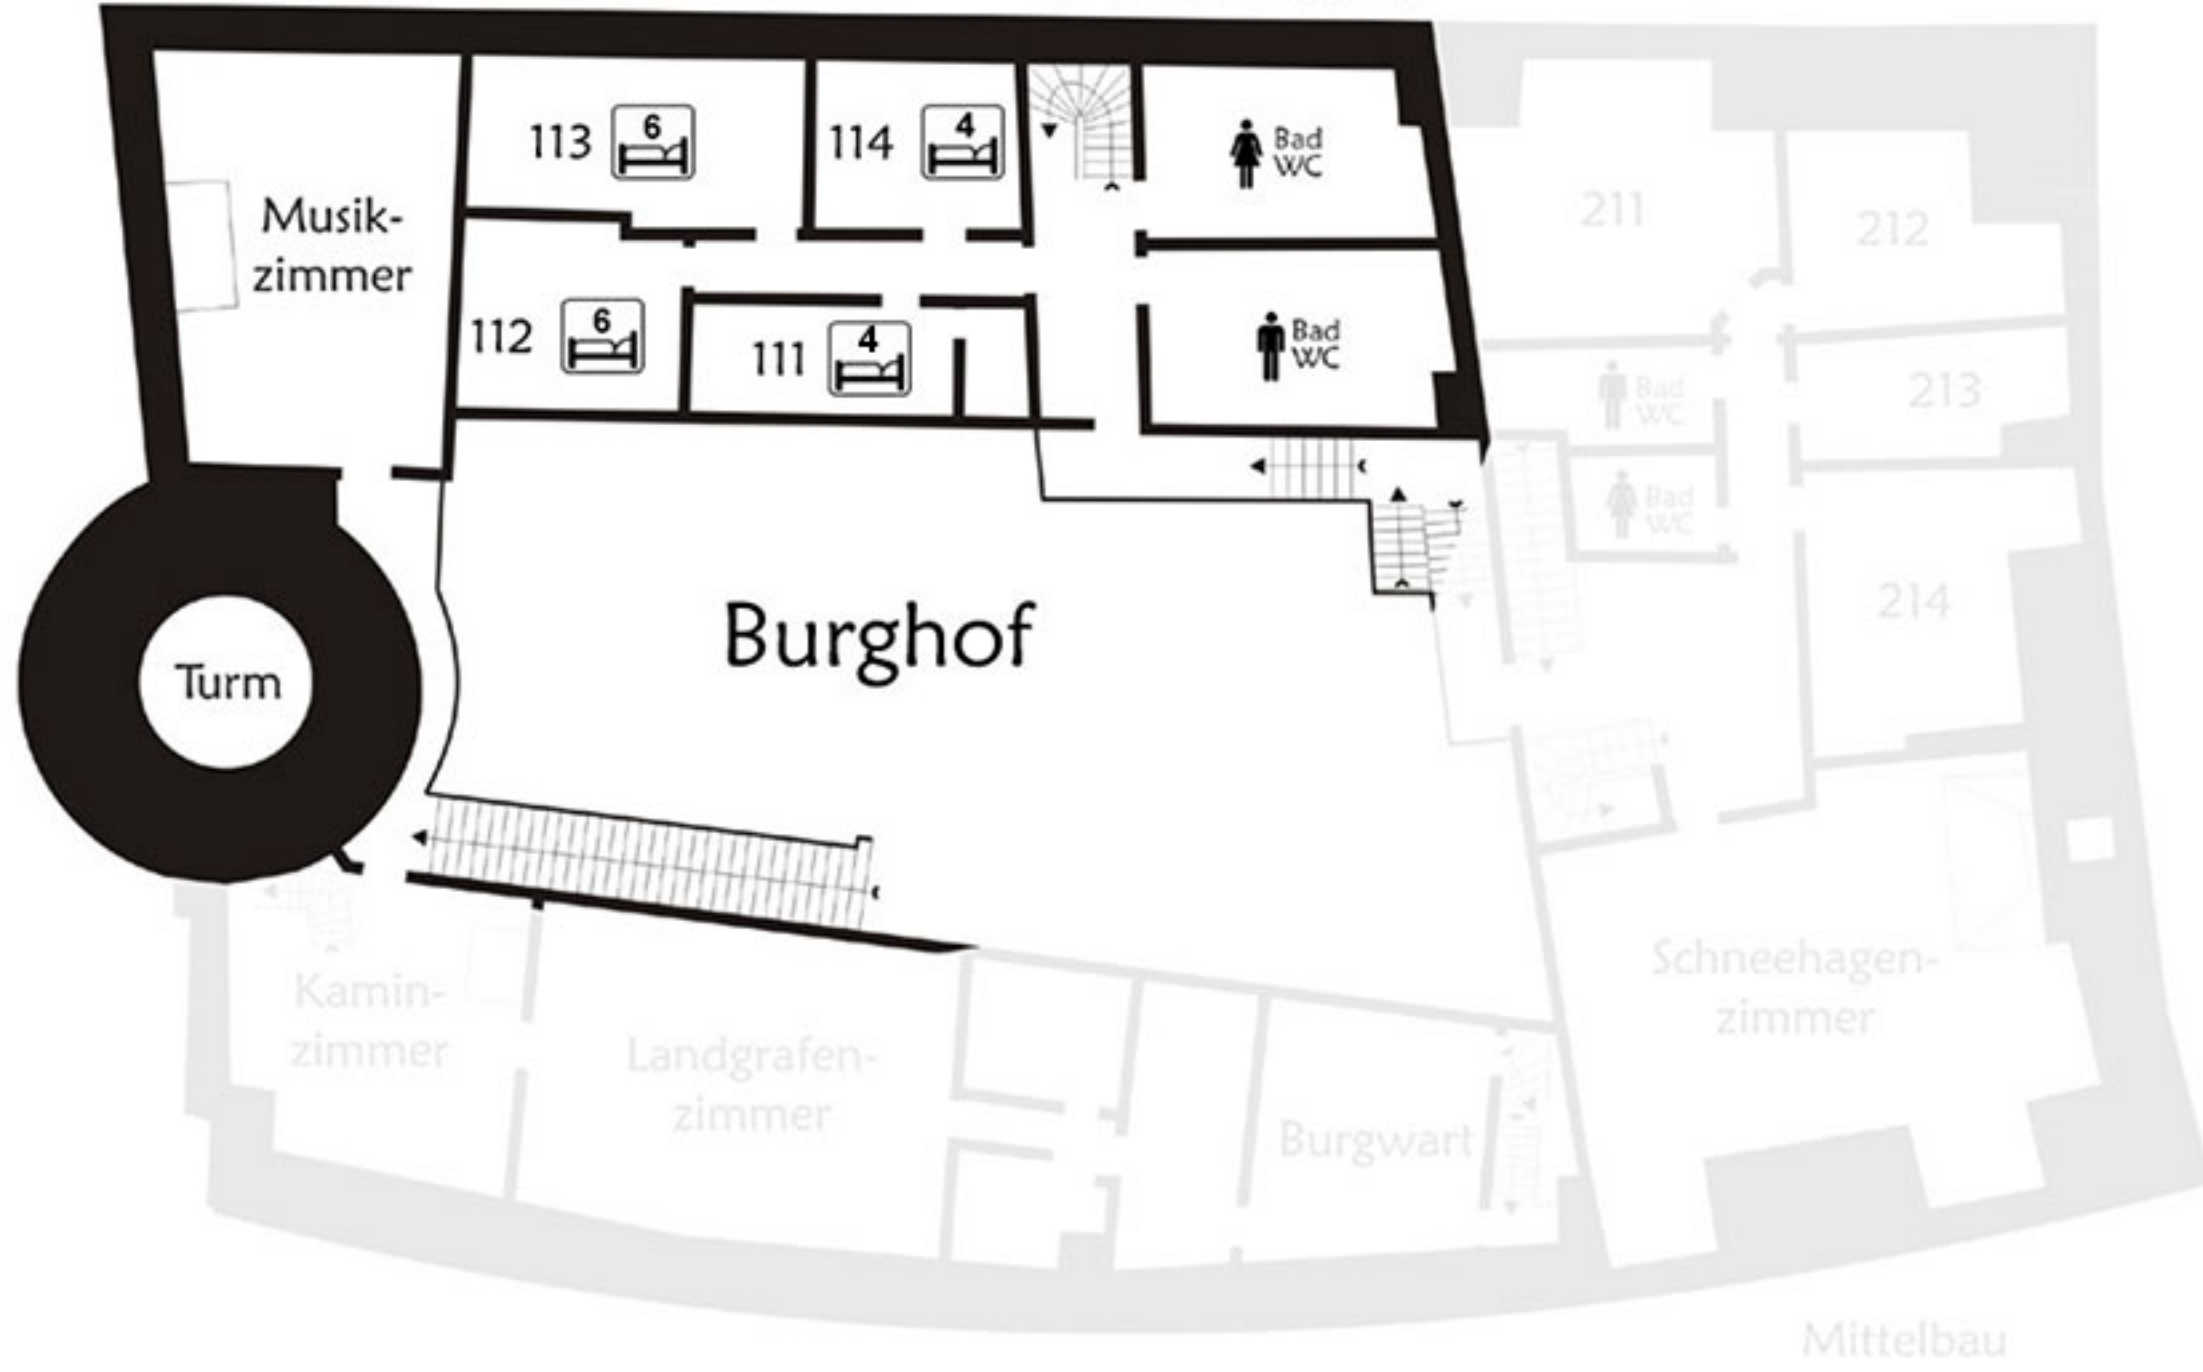 113
6
114
4
Bad
WC
Musik-
zimmer
112
6
111
4
Bad
WC
211
212
213
Bad
WC
Bad
WC
214
Burghof
Turm
Kamin-
zimmer
Landgrafen-
zimmer
Burgwart
Schneehagen-
zimmer
Mittelbau